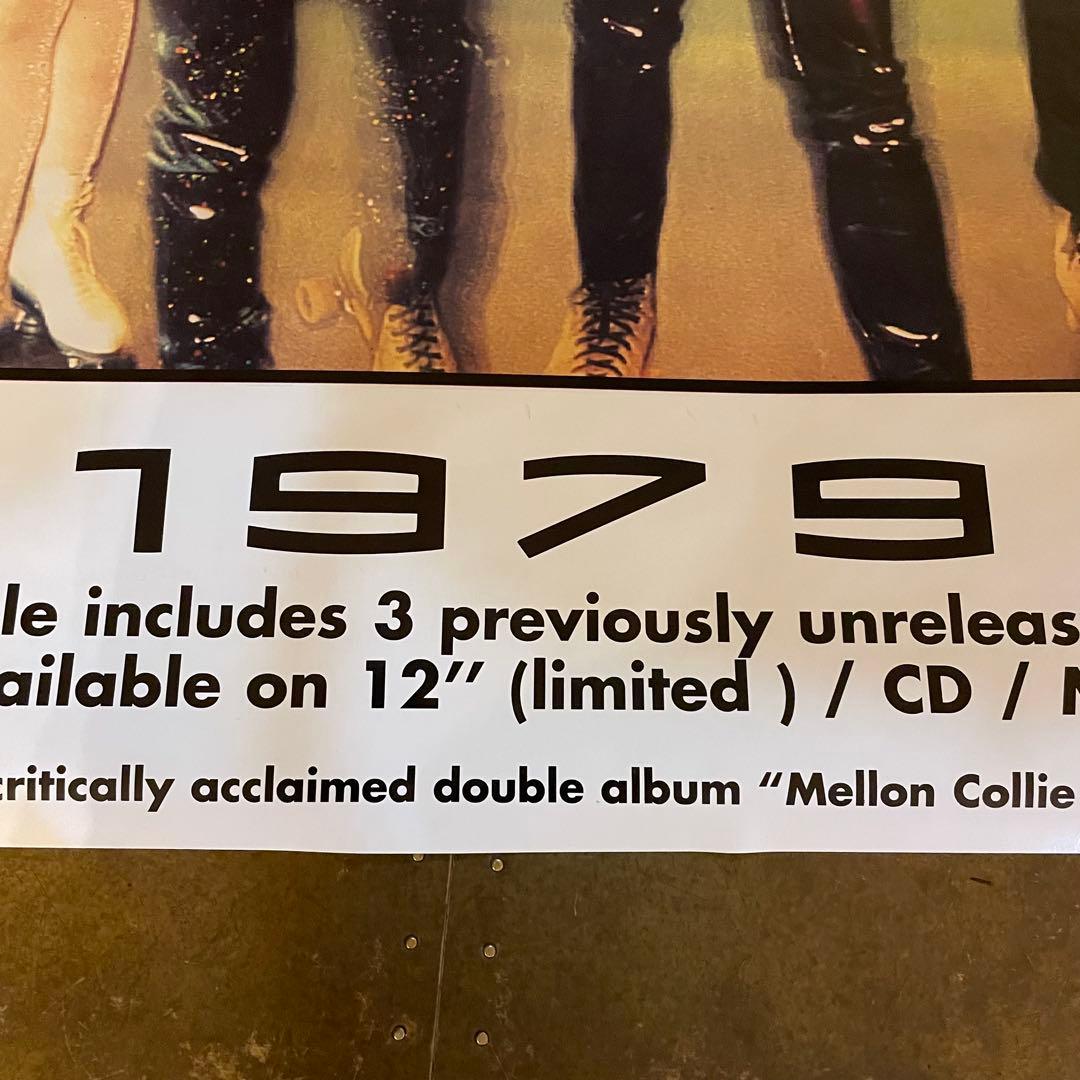 1979
le includes 3 previously unreleas
ailable on 12” (limited ) / CD / M
critically acclaimed double album “Mellon Collie